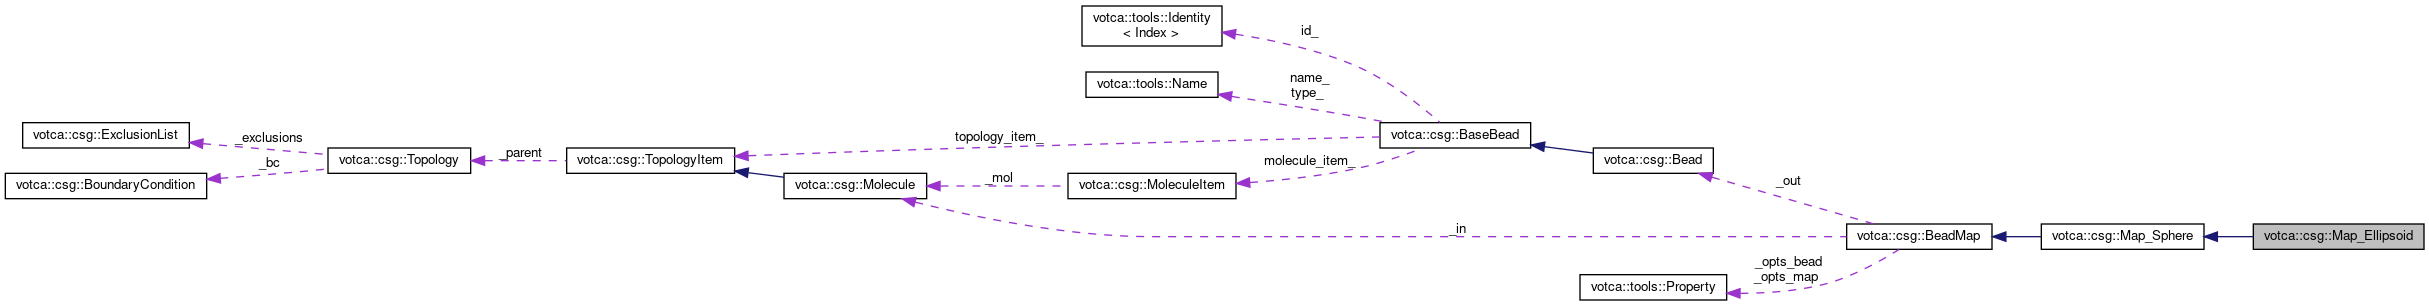 votca::tools::Identity
< Index >
id_
votca::tools::Name
name_
type_
votca::csg::ExclusionList
_exclusions
votca::csg::BaseBead
topology_item_
votca::csg::Topology
_parent
votca::csg::TopologyItem
votca::csg::Bead
_bc
molecule_item_
votca::csg::BoundaryCondition
votca::csg::Molecule
_mol
votca::csg::MoleculeItem
_out
_in
votca::csg::BeadMap
votca::csg::Map_Sphere
votca::csg::Map_Ellipsoid
_opts_bead
_opts_map
votca::tools::Property